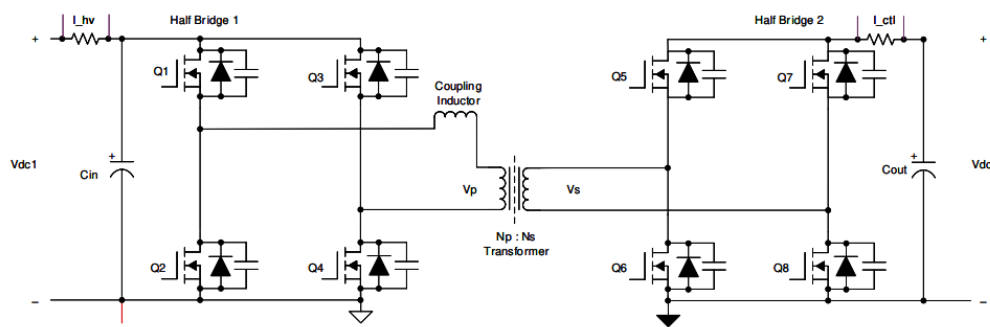 I_hv
Half Bridge 1
Half Bridge 2
I_ctl
+
+
+
Q1
Q3
Q5
Q7
Coupling
Inductor
Vdc1
+
Cin
Vp
Vs
+
Cout
Vdc
Np : Ns
Transformer
Q2
Q4
Q6
Q8
–
–